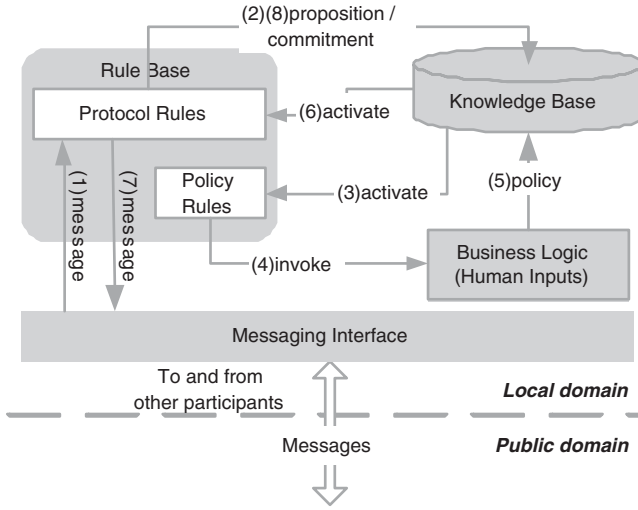 (2)(8)proposition /
commitment
Rule Base
Protocol Rules
Knowledge Base
(6)activate
(1)message
(7)message
Policy
Rules
(3)activate
(5)policy
(4)invoke
Business Logic
(Human Inputs)
Messaging Interface
To and from
other participants
Local domain
Messages
Public domain